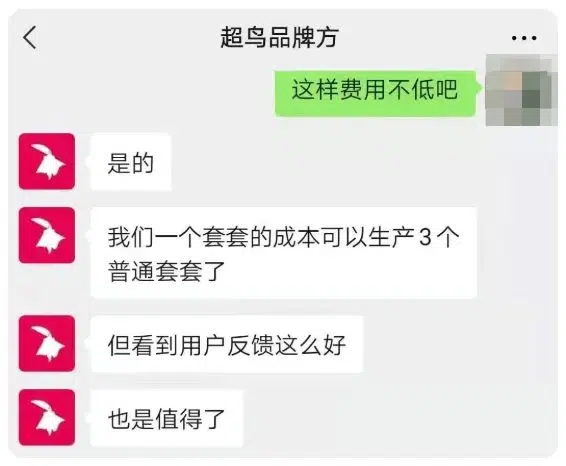 超鸟品牌方
这样费用不低吧
是的
我们一个套套的成本可以生产3个
普通套套了
但看到用户反馈这么好
也是值得了